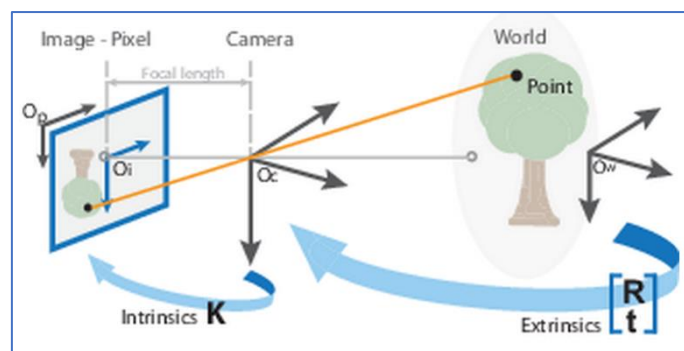 Image - Pixel
Camera
World
Focal length
Point
Op
Oi
Oc
Ow
Intrinsics K
Extrinsics [R t]